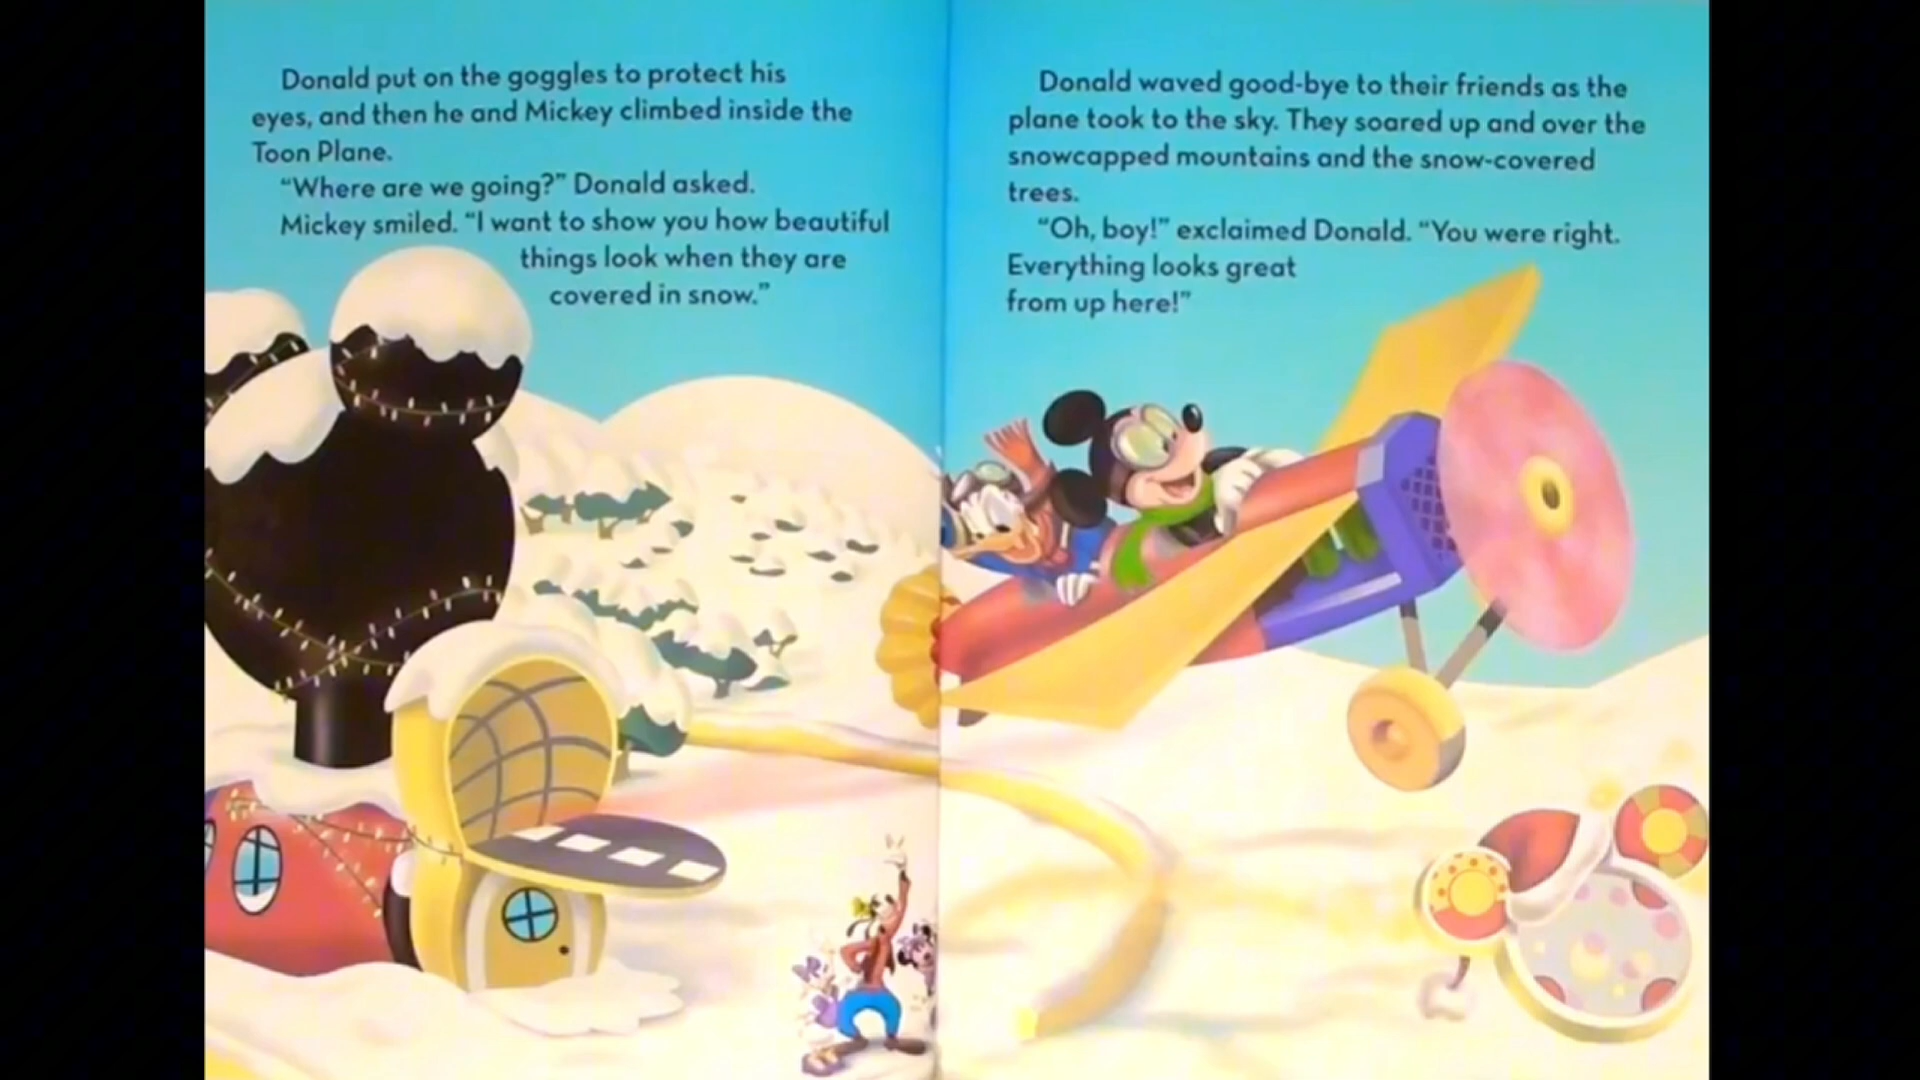 Donald put on the goggles to protect his
eyes, and then he and Mickey climbed inside the
Toon Plane.
“Where are we going?” Donald asked.
Mickey smiled. “I want to show you how beautiful
things look when they are
covered in snow.”
Donald waved good-bye to their friends as the
plane took to the sky. They soared up and over the
snowcapped mountains and the snow-covered
trees.
“Oh, boy!” exclaimed Donald. “You were right.
Everything looks great
from up here!”